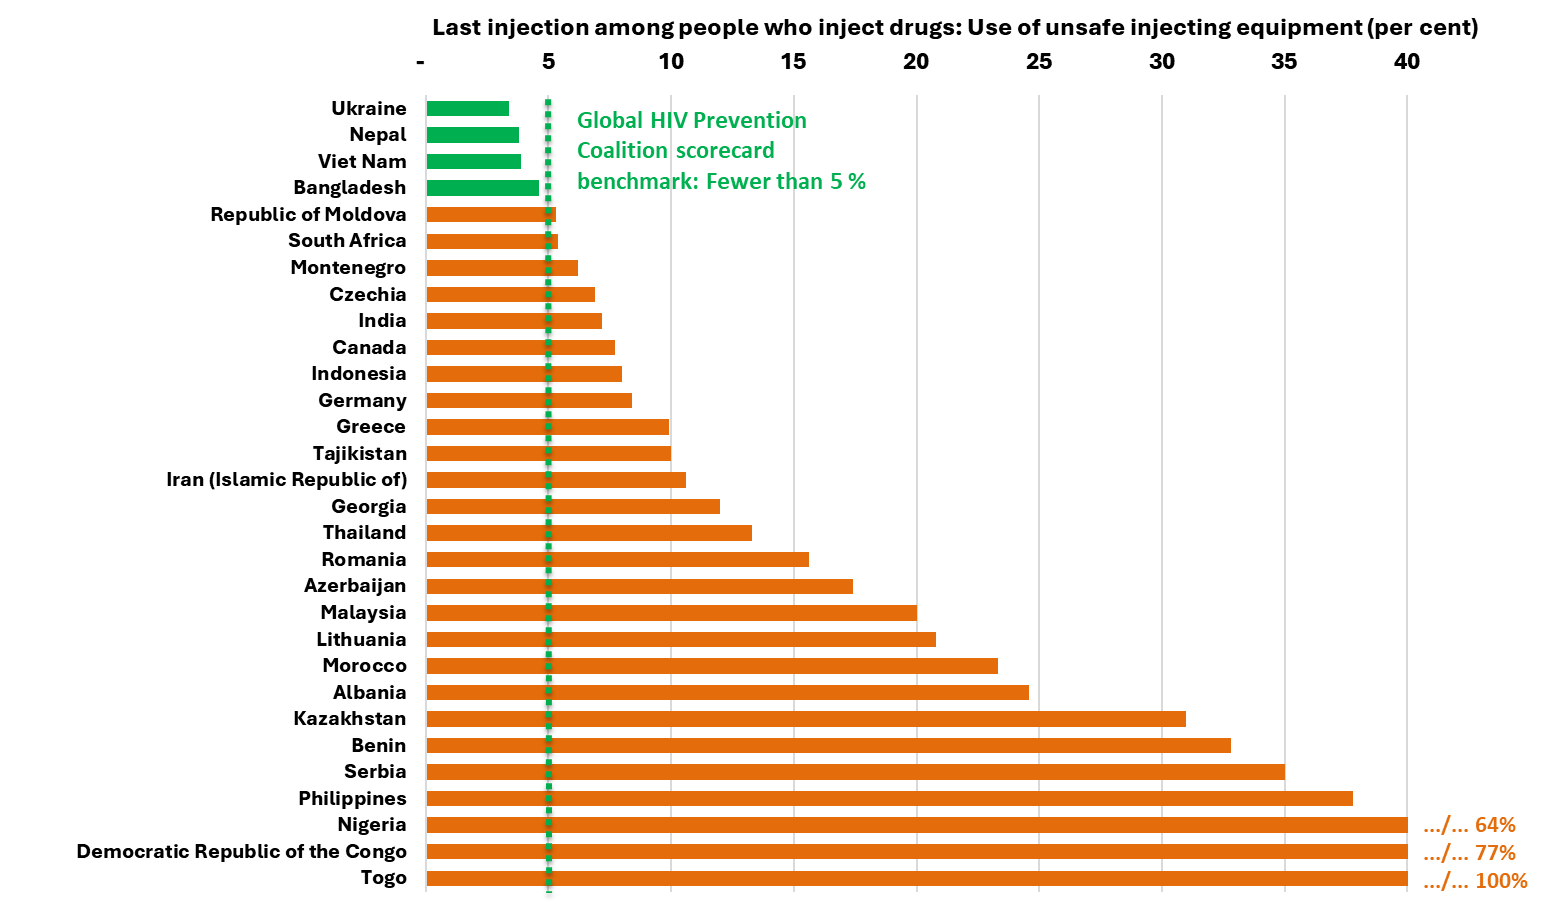 Last injection among people who inject drugs: Use of unsafe injecting equipment (per cent)
- 5 10 15 20 25 30 35 40
Ukraine
Nepal
Viet Nam
Bangladesh
Global HIV Prevention
Coalition scorecard
benchmark: Fewer than 5 %
Republic of Moldova
South Africa
Montenegro
Czechia
India
Canada
Indonesia
Germany
Greece
Tajikistan
Iran (Islamic Republic of)
Georgia
Thailand
Romania
Azerbaijan
Malaysia
Lithuania
Morocco
Albania
Kazakhstan
Benin
Serbia
Philippines
Nigeria .../... 64%
Democratic Republic of the Congo .../... 77%
Togo .../... 100%